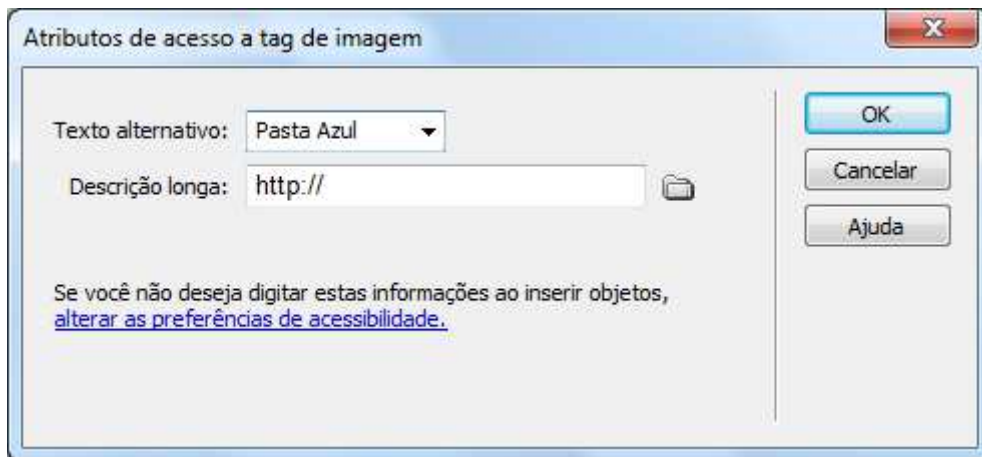 Atributos de acesso a tag de imagem
Texto alternativo: Pasta Azul
OK
Descrição longa: http://
Cancelar
Ajuda
Se você não deseja digitar estas informações ao inserir objetos,
alterar as preferências de acessibilidade.